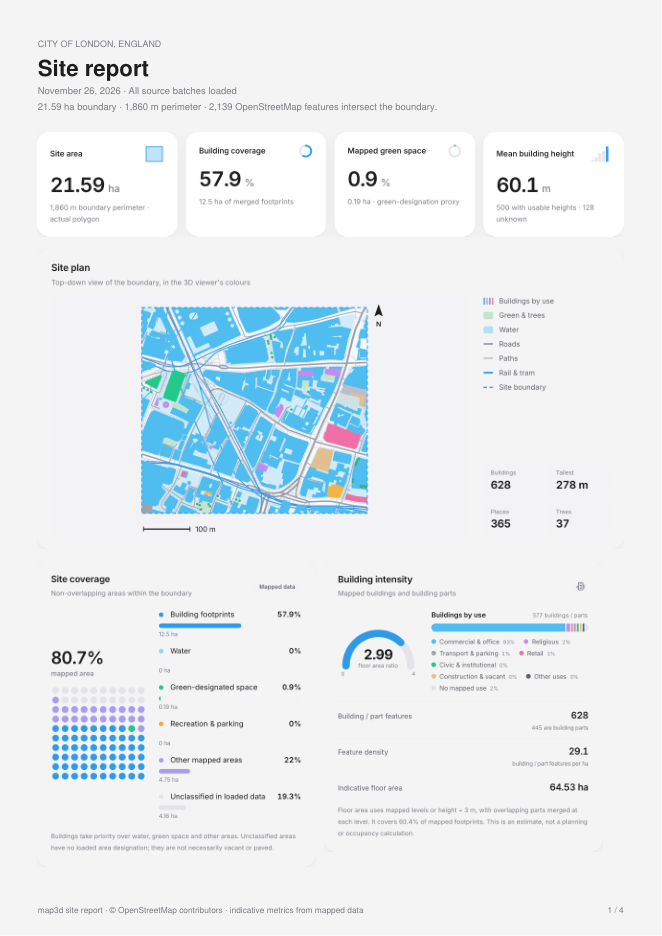 CITY OF LONDON, ENGLAND
Site report
November 26, 2026 · All source batches loaded
21.59 ha boundary · 1,860 m perimeter · 2,139 OpenStreetMap features intersect the boundary.
Site area
21.59 ha
1,860 m boundary perimeter ·
actual polygon
Building coverage
57.9 %
12.5 ha of merged footprints
Mapped green space
0.9 %
0.19 ha · green-designation proxy
Mean building height
60.1 m
500 with usable heights · 128
unknown
Site plan
Top-down view of the boundary, in the 3D viewer's colours
N
100 m
Buildings by use
Green & trees
Water
Roads
Paths
Rail & tram
Site boundary
Buildings
628
Tallest
278 m
Places
365
Trees
37
Site coverage
Non-overlapping areas within the boundary
Mapped data
80.7%
mapped area
Building footprints 57.9%
12.5 ha
Water 0%
0 ha
Green-designated space 0.9%
0.19 ha
Recreation & parking 0%
0 ha
Other mapped areas 22%
4.75 ha
Unclassified in loaded data 19.3%
4.16 ha
Buildings take priority over water, green space and other areas. Unclassified areas
have no loaded area designation; they are not necessarily vacant or paved.
Building intensity
Mapped buildings and building parts
2.99
floor area ratio
0 4
Buildings by use 577 buildings / parts
Commercial & office 93% Religious 2%
Transport & parking 1% Retail 1%
Civic & institutional 0%
Construction & vacant 0% Other uses 0%
No mapped use 2%
Building / part features 628
445 are building parts
Feature density 29.1
building / part features per ha
Indicative floor area 64.53 ha
Floor area uses mapped levels or height ÷ 3 m, with overlapping parts merged at
each level. It covers 60.4% of mapped footprints. This is an estimate, not a planning
or occupancy calculation.
map3d site report · © OpenStreetMap contributors · indicative metrics from mapped data
1 / 4